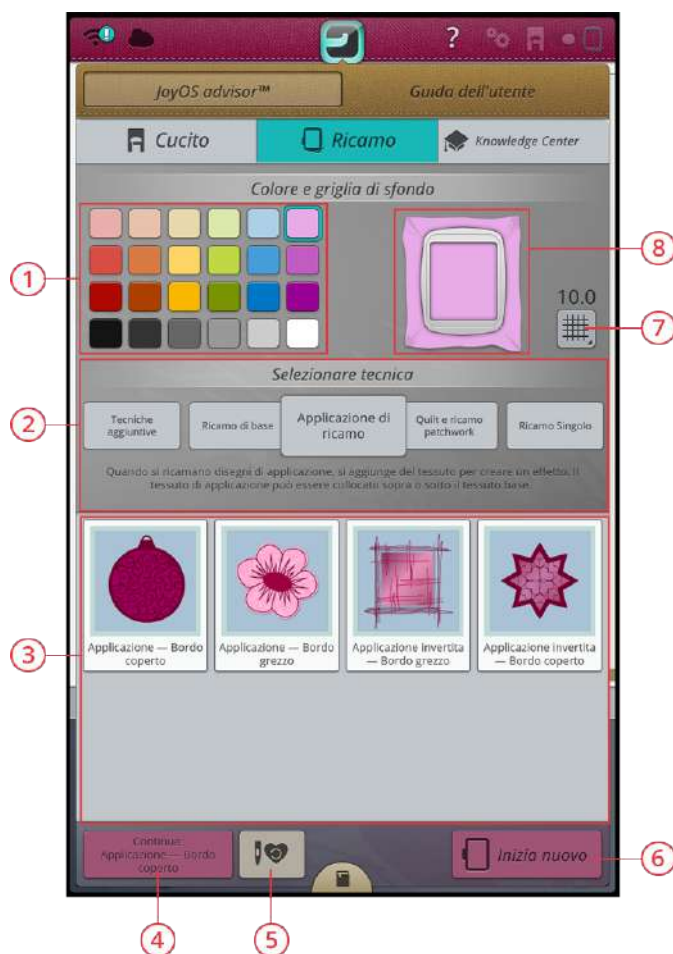 ?
JoyOS advisor™
Guida dell'utente
Cucito
Ricamo
Knowledge Center
Colore e griglia di sfondo
1
8
10.0
7
Selezionare tecnica
2
Tecniche
aggiuntive
Ricamo di base
Applicazione di
ricamo
Quilt e ricamo
patchwork
Ricamo Singolo
Quando si ricamano disegni di applicazione, si aggiunge del tessuto per creare un effetto. Il
tessuto di applicazione può essere collocato sopra o sotto il tessuto base.
3
Applicazione — Bordo
coperto
Applicazione — Bordo
grezzo
Applicazione invertita
— Bordo grezzo
Applicazione invertita
— Bordo coperto
Continue
Applicazione — Bordo
coperto
Inizia nuovo
6
4
5